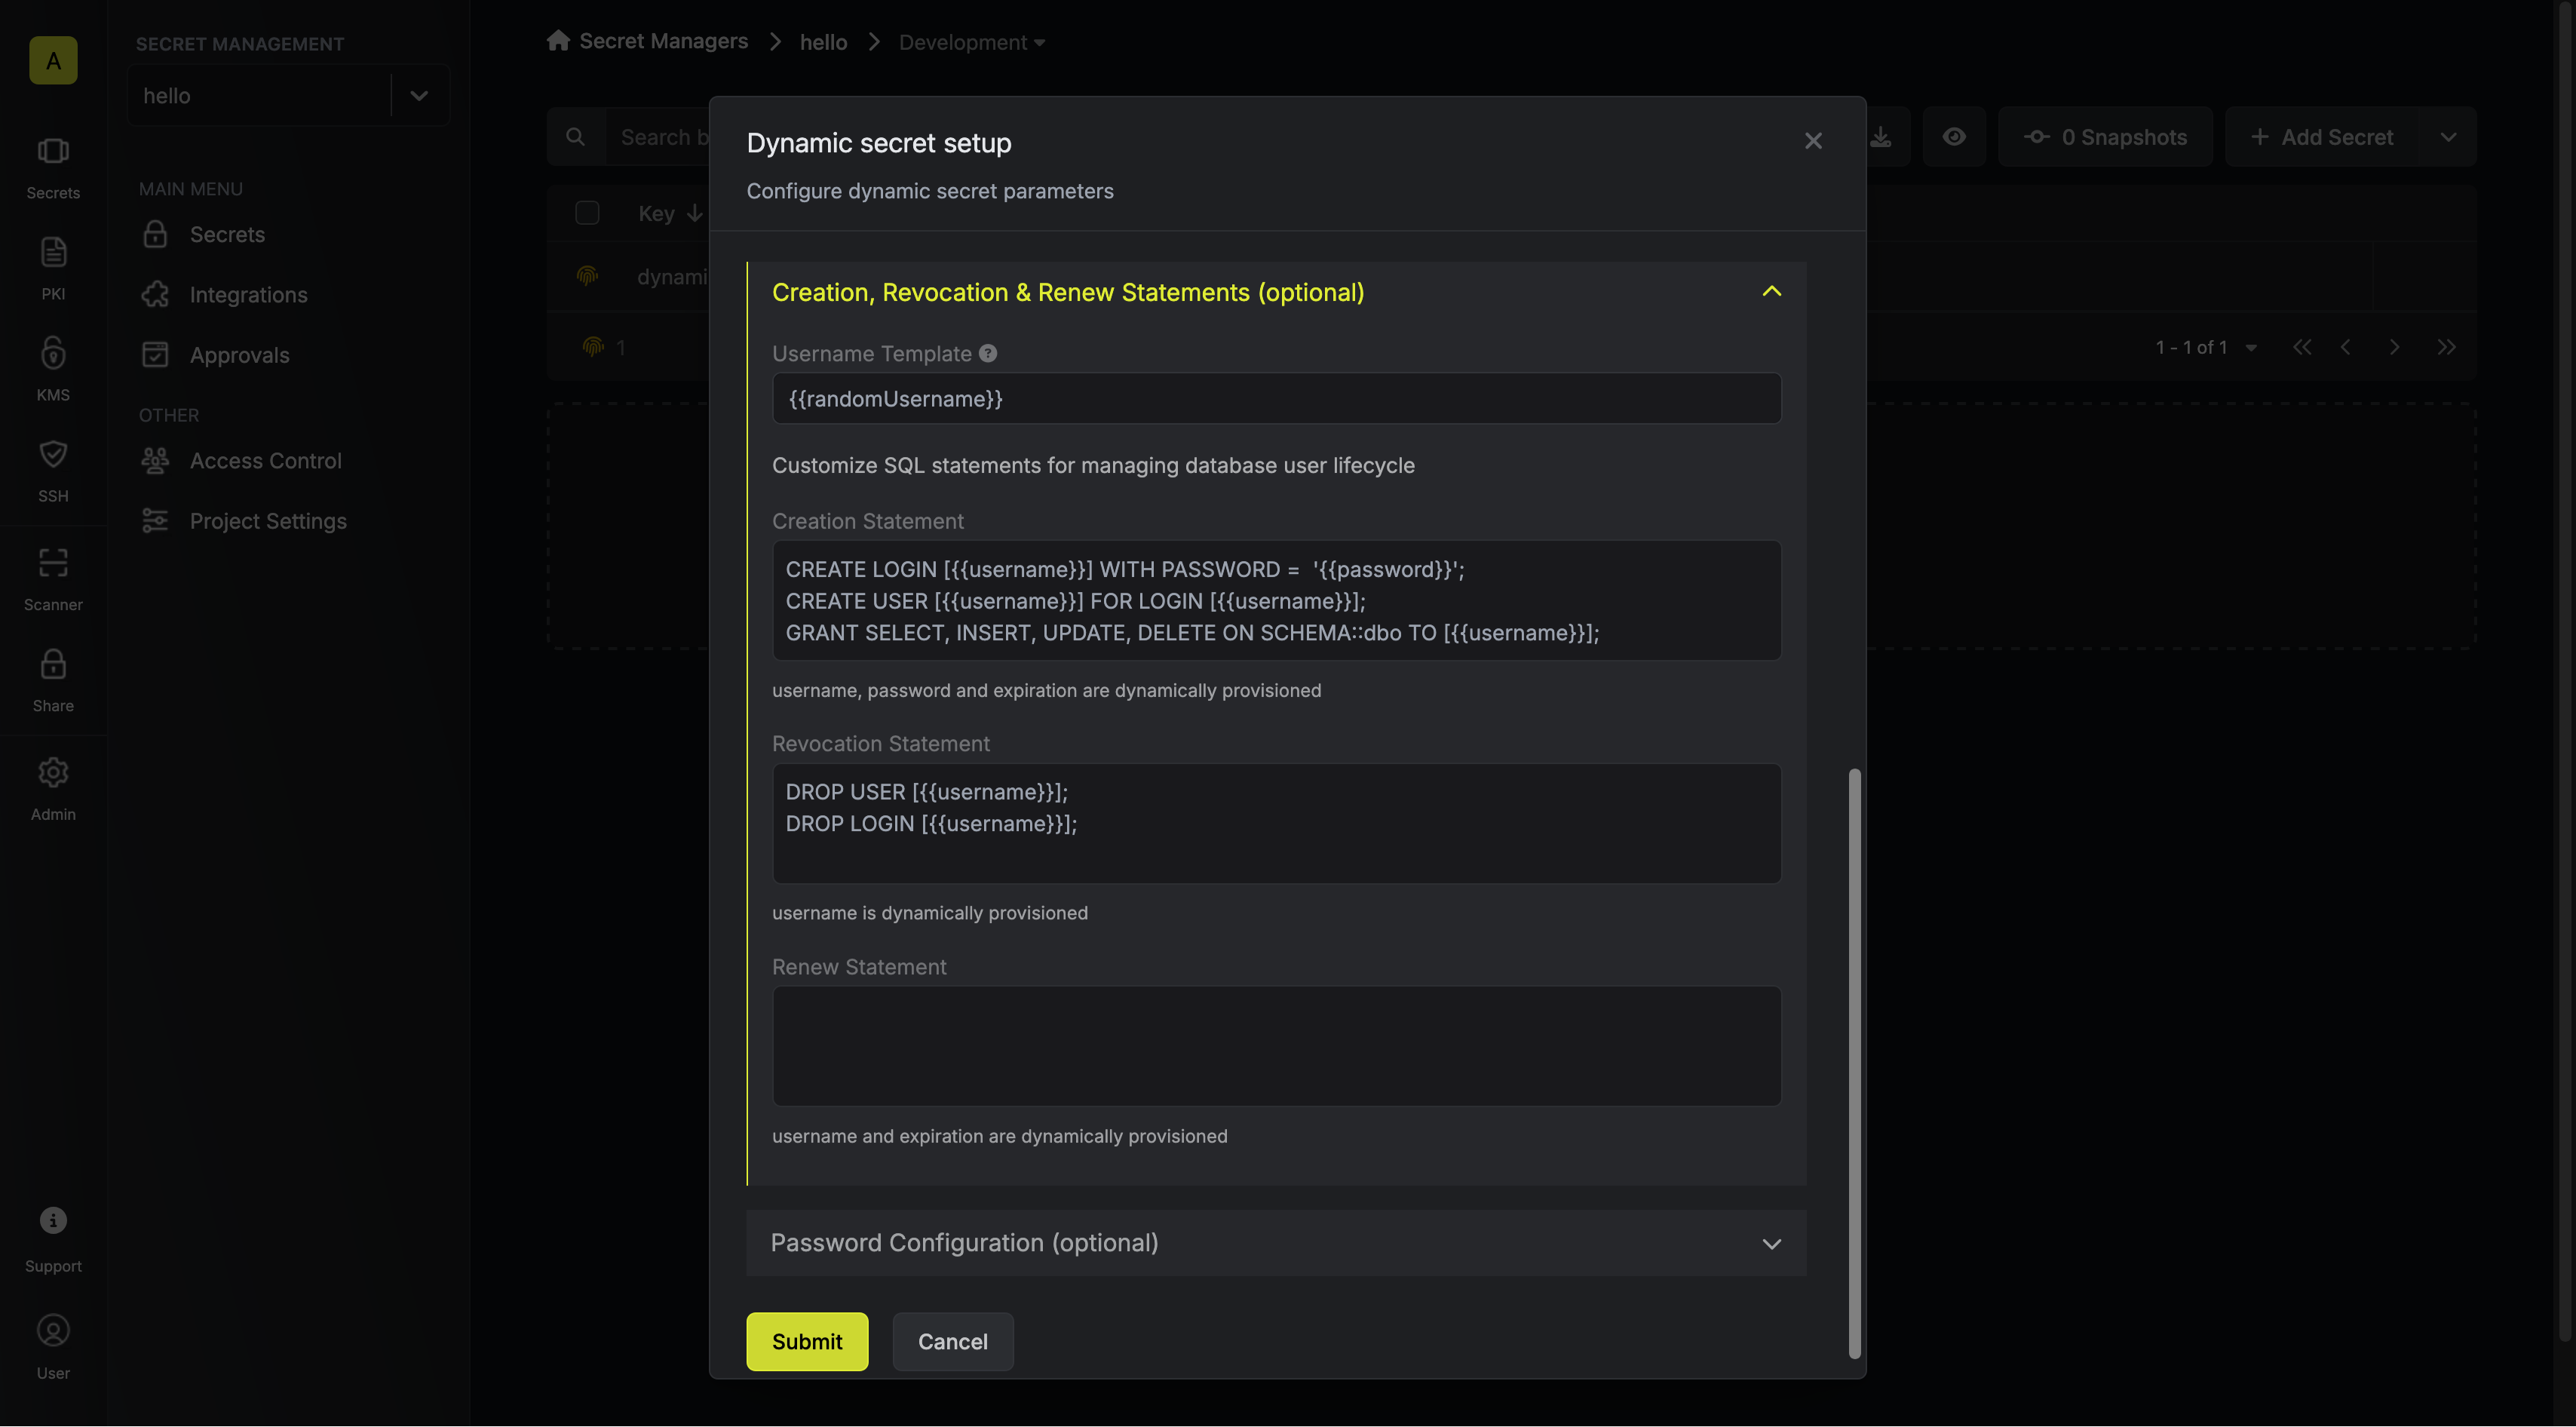 A
Secrets
PKI
KMS
SSH
Scanner
Share
Admin
Support
User
SECRET MANAGEMENT
hello
MAIN MENU
Secrets
Integrations
Approvals
OTHER
Access Control
Project Settings
Secret Managers
hello
Development
Search b
0 Snapshots
Add Secret
Key
dynami
1
1 - 1 of 1
Dynamic secret setup
Configure dynamic secret parameters
Creation, Revocation & Renew Statements (optional)
Username Template
{{randomUsername}}
Customize SQL statements for managing database user lifecycle
Creation Statement
CREATE LOGIN [{{username}}] WITH PASSWORD =  '{{password}}';
CREATE USER [{{username}}] FOR LOGIN [{{username}}];
GRANT SELECT, INSERT, UPDATE, DELETE ON SCHEMA::dbo TO [{{username}}];
username, password and expiration are dynamically provisioned
Revocation Statement
DROP USER [{{username}}];
DROP LOGIN [{{username}}];
username is dynamically provisioned
Renew Statement
username and expiration are dynamically provisioned
Password Configuration (optional)
Submit
Cancel